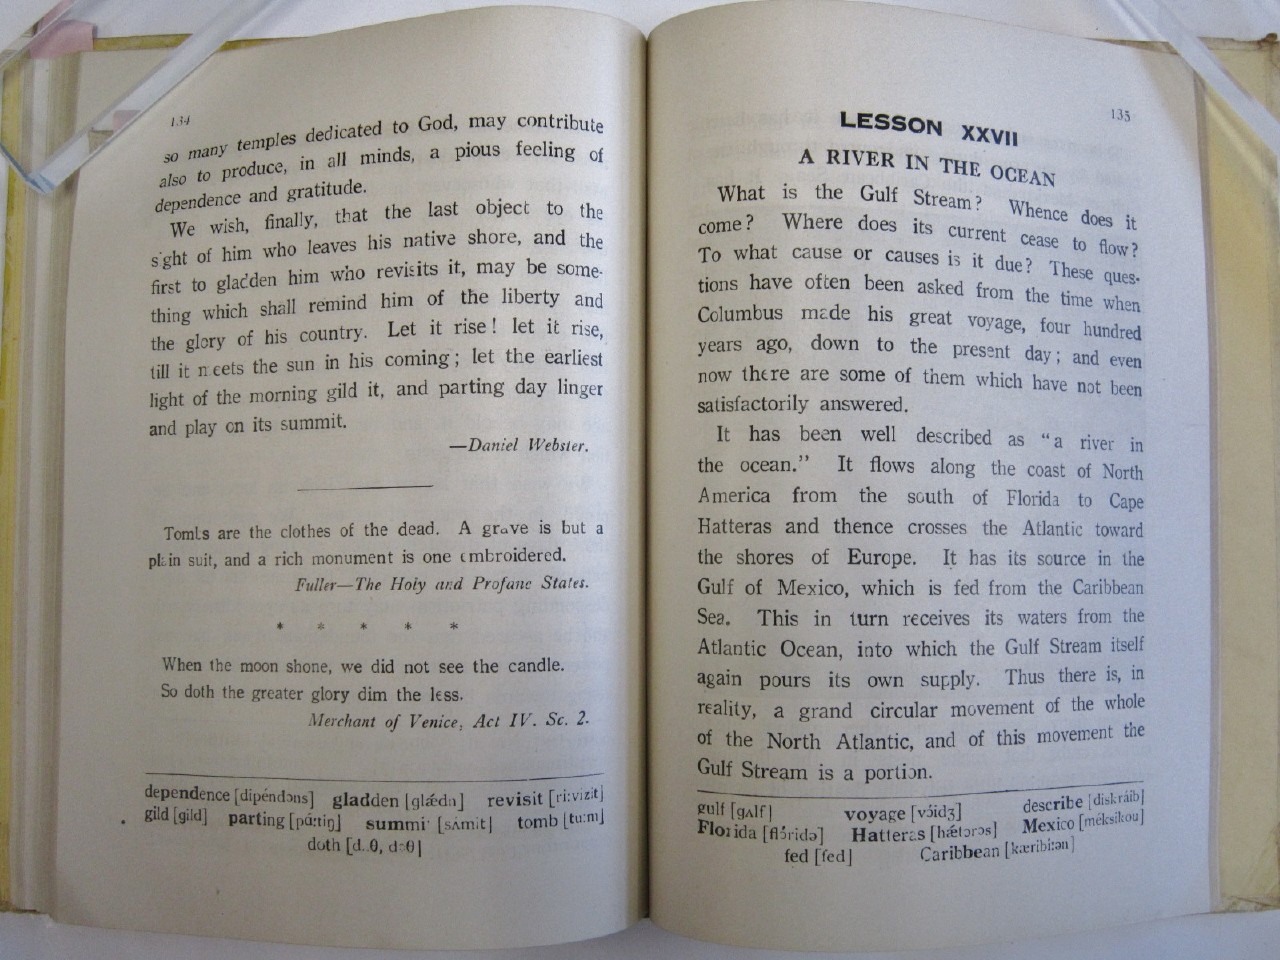 134
so many temples dedicated to God, may contribute
also to produce, in all minds, a pious feeling of
dependence and gratitude.
We wish, finally, that the last object to the
sight of him who leaves his native shore, and the
first to gladden him who revisits it, may be some-
thing which shall remind him of the liberty and
the glory of his country. Let it rise! let it rise,
till it meets the sun in his coming; let the earliest
light of the morning gild it, and parting day linger
and play on its summit.
—Daniel Webster.
Tombs are the clothes of the dead. A grave is but a
plain suit, and a rich monument is one embroidered.
Fuller—The Holy and Profane States.
* * * * *
When the moon shone, we did not see the candle.
So doth the greater glory dim the less.
Merchant of Venice, Act IV. Sc. 2.
dependence [dipéndəns] gladden [glǽdn] revisit [ri:vízit]
gild [gild] parting [pá:tiŋ] summit [sʌ́mit] tomb [tu:m]
doth
135
LESSON XXVII
A RIVER IN THE OCEAN
What is the Gulf Stream? Whence does it
come? Where does its current cease to flow?
To what cause or causes is it due? These ques-
tions have often been asked from the time when
Columbus made his great voyage, four hundred
years ago, down to the present day; and even
now there are some of them which have not been
satisfactorily answered.
It has been well described as "a river in
the ocean." It flows along the coast of North
America from the south of Florida to Cape
Hatteras and thence crosses the Atlantic toward
the shores of Europe. It has its source in the
Gulf of Mexico, which is fed from the Caribbean
Sea. This in turn receives its waters from the
Atlantic Ocean, into which the Gulf Stream itself
again pours its own supply. Thus there is, in
reality, a grand circular movement of the whole
of the North Atlantic, and of this movement the
Gulf Stream is a portion.
gulf [gʌlf] voyage [vɔ́idʒ] describe [diskráib]
Florida [flɔ́ridə] Hatteras [hǽtərəs] Mexico [méksikou]
fed [fed] Caribbean [kæribí:ən]